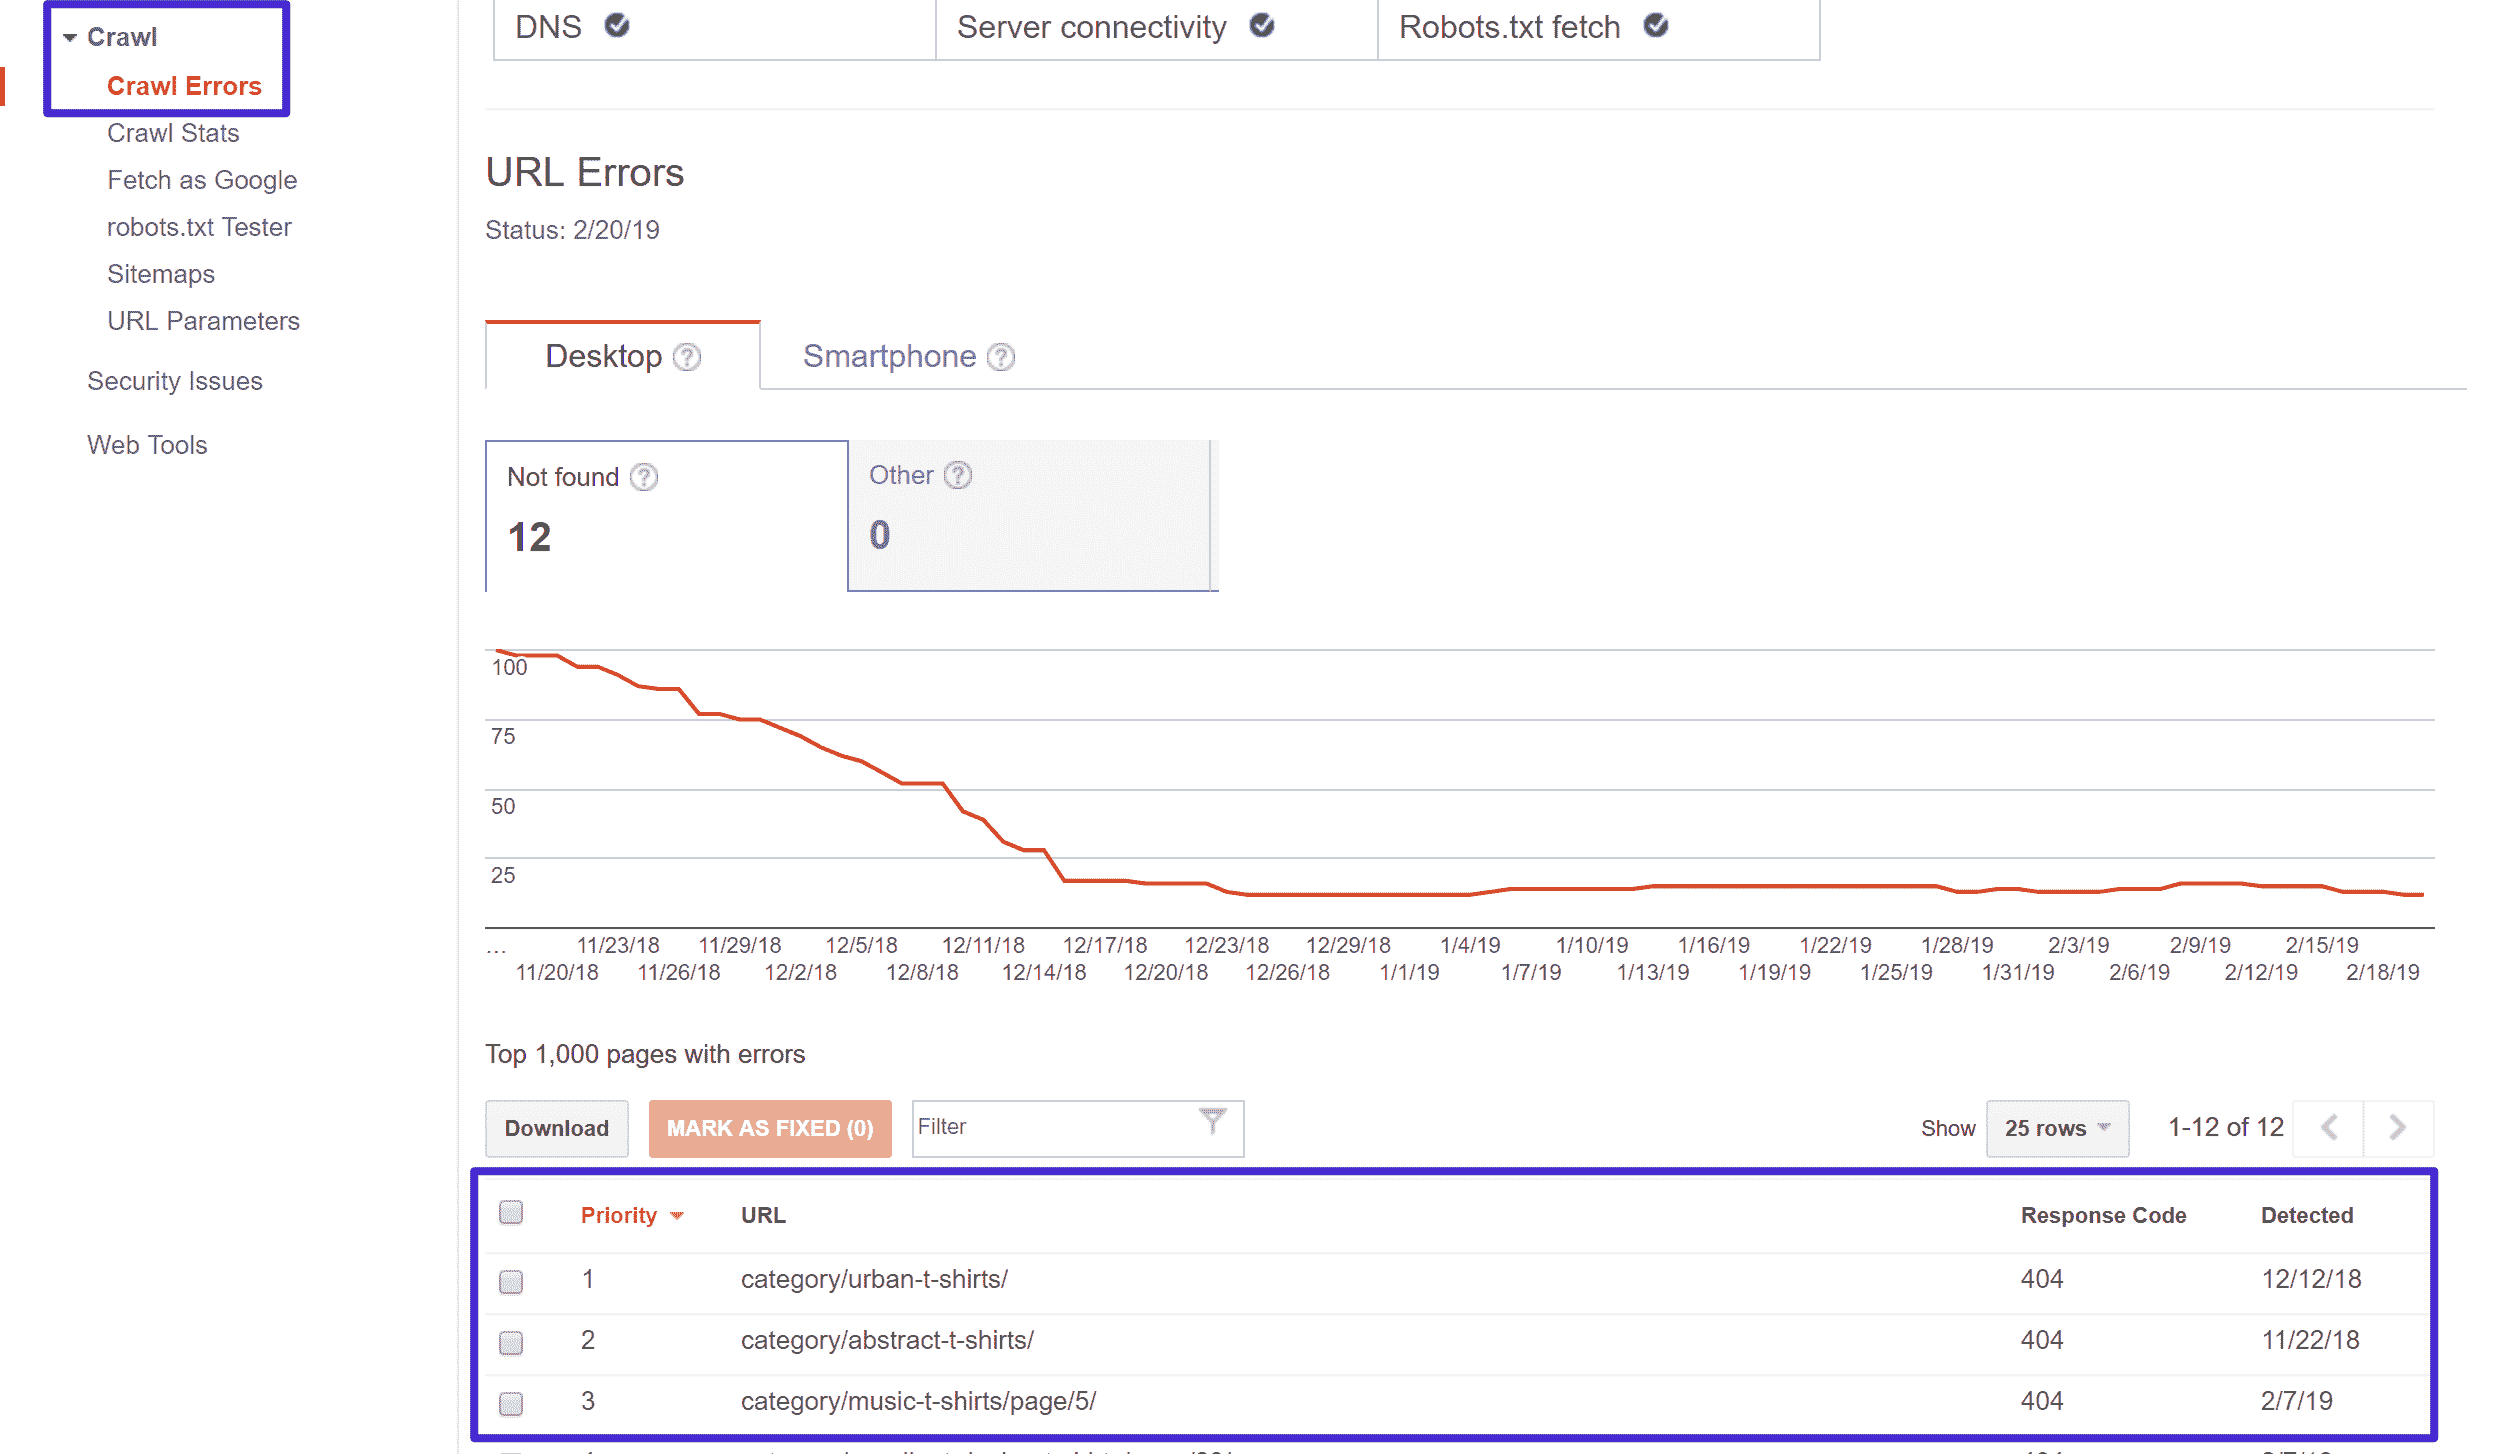 Crawl
Crawl Errors
Crawl Stats
Fetch as Google
robots.txt Tester
Sitemaps
URL Parameters
Security Issues
Web Tools
DNS Server connectivity Robots.txt fetch
URL Errors
Status: 2/20/19
Desktop ? Smartphone ?
Not found ? Other ?
12 0
100
75
50
25
... 11/23/18 11/29/18 12/5/18 12/11/18 12/17/18 12/23/18 12/29/18 1/4/19 1/10/19 1/16/19 1/22/19 1/28/19 2/3/19 2/9/19 2/15/19
11/20/18 11/26/18 12/2/18 12/8/18 12/14/18 12/20/18 12/26/18 1/1/19 1/7/19 1/13/19 1/19/19 1/25/19 1/31/19 2/6/19 2/12/19 2/18/19
Top 1,000 pages with errors
Download MARK AS FIXED (0) Filter Show 25 rows 1-12 of 12
Priority URL Response Code Detected
1 category/urban-t-shirts/ 404 12/12/18
2 category/abstract-t-shirts/ 404 11/22/18
3 category/music-t-shirts/page/5/ 404 2/7/19